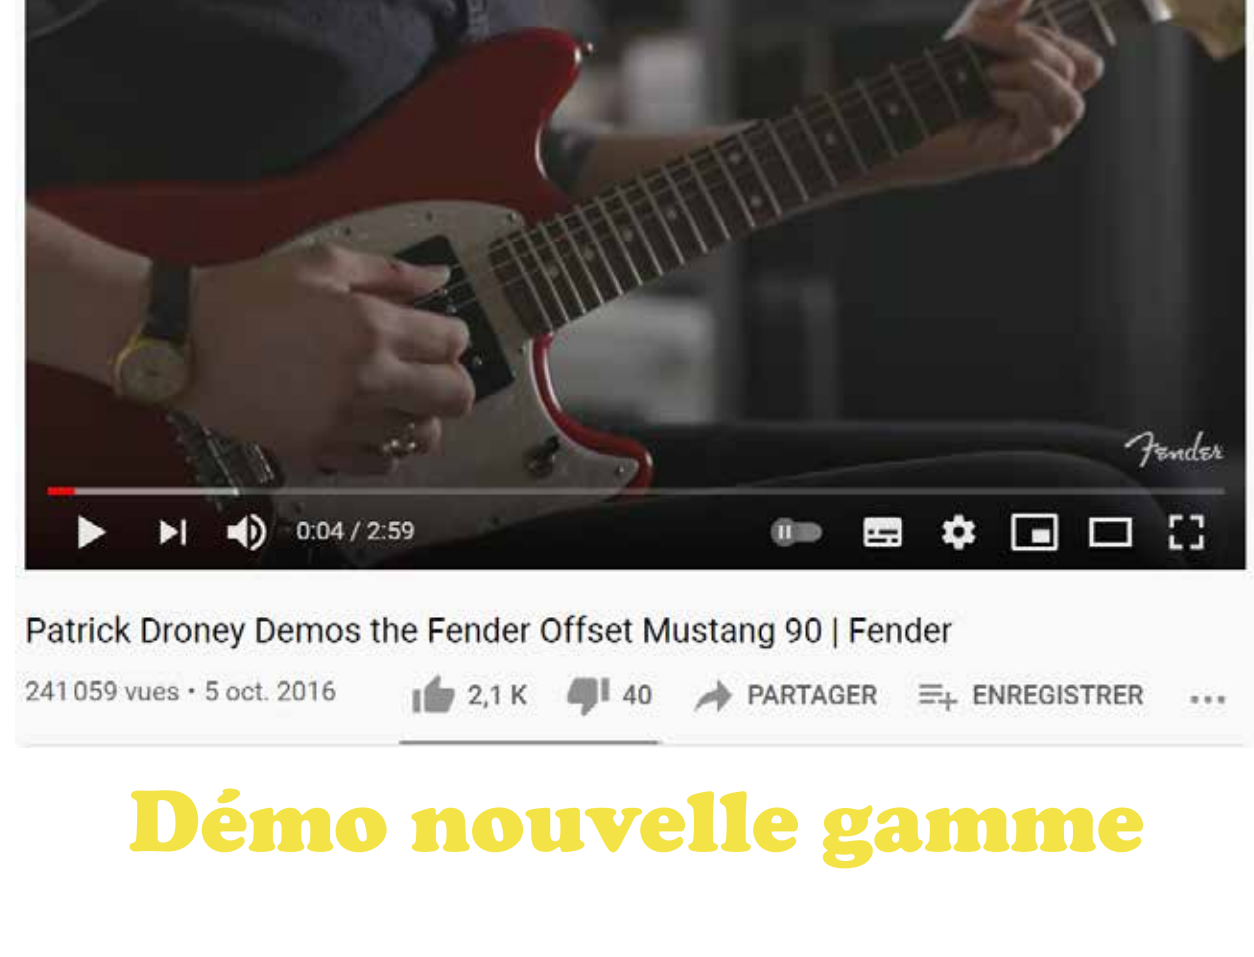 Fender
0:04 / 2:59
Patrick Droney Demos the Fender Offset Mustang 90 | Fender
241 059 vues • 5 oct. 2016 2,1 K 40 PARTAGER ENREGISTRER
Démo nouvelle gamme